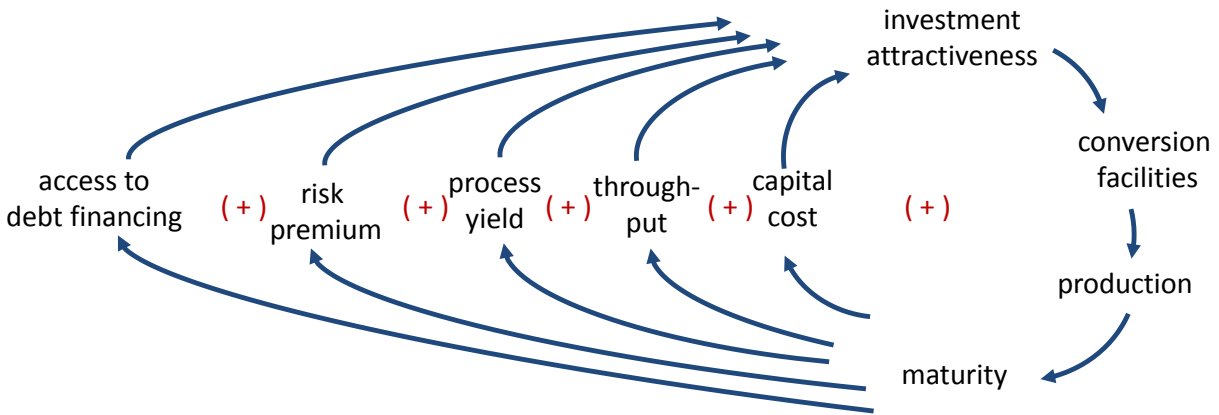 investment
attractiveness
conversion
facilities
access to
debt financing
( + )
risk
premium
( + )
process
yield
( + )
through-
put
( + )
capital
cost
( + )
production
maturity